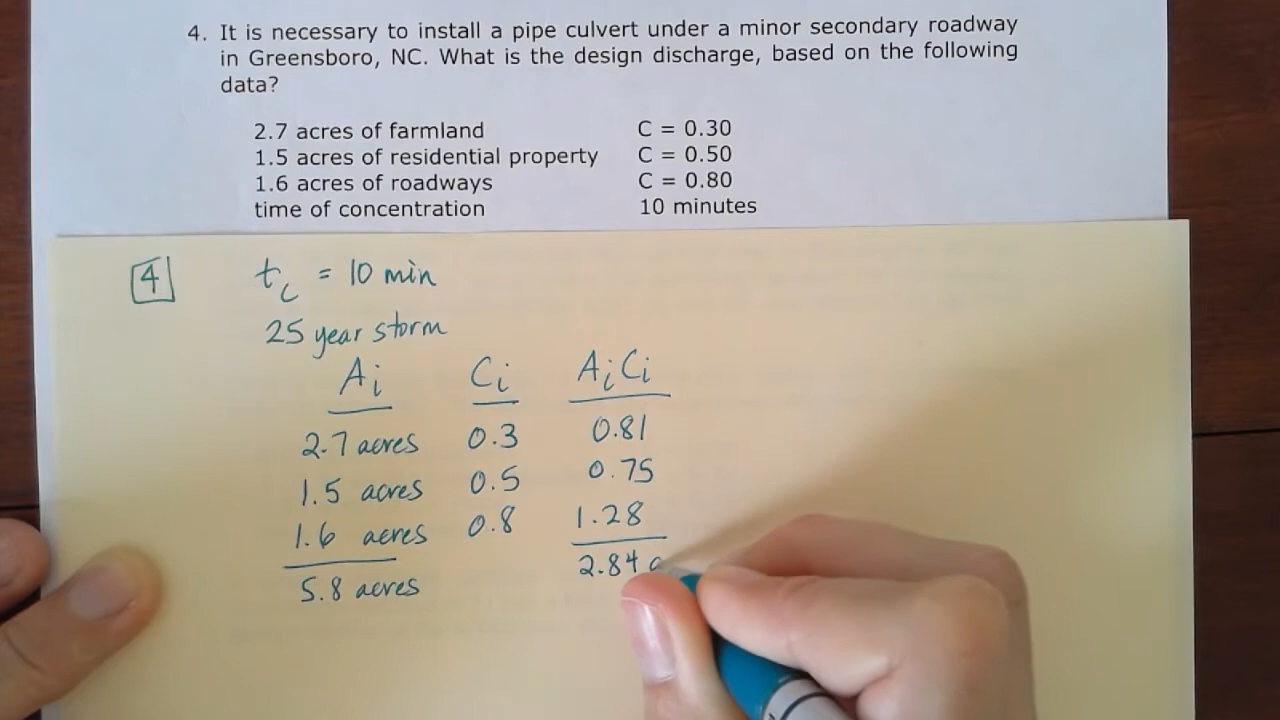 4. It is necessary to install a pipe culvert under a minor secondary roadway
in Greensboro, NC. What is the design discharge, based on the following
data?
2.7 acres of farmland C = 0.30
1.5 acres of residential property C = 0.50
1.6 acres of roadways C = 0.80
time of concentration 10 minutes
4 tc = 10 min
25 year storm
Ai Ci AiCi
2.7 acres 0.3 0.81
1.5 acres 0.5 0.75
1.6 acres 0.8 1.28
5.8 acres 2.84